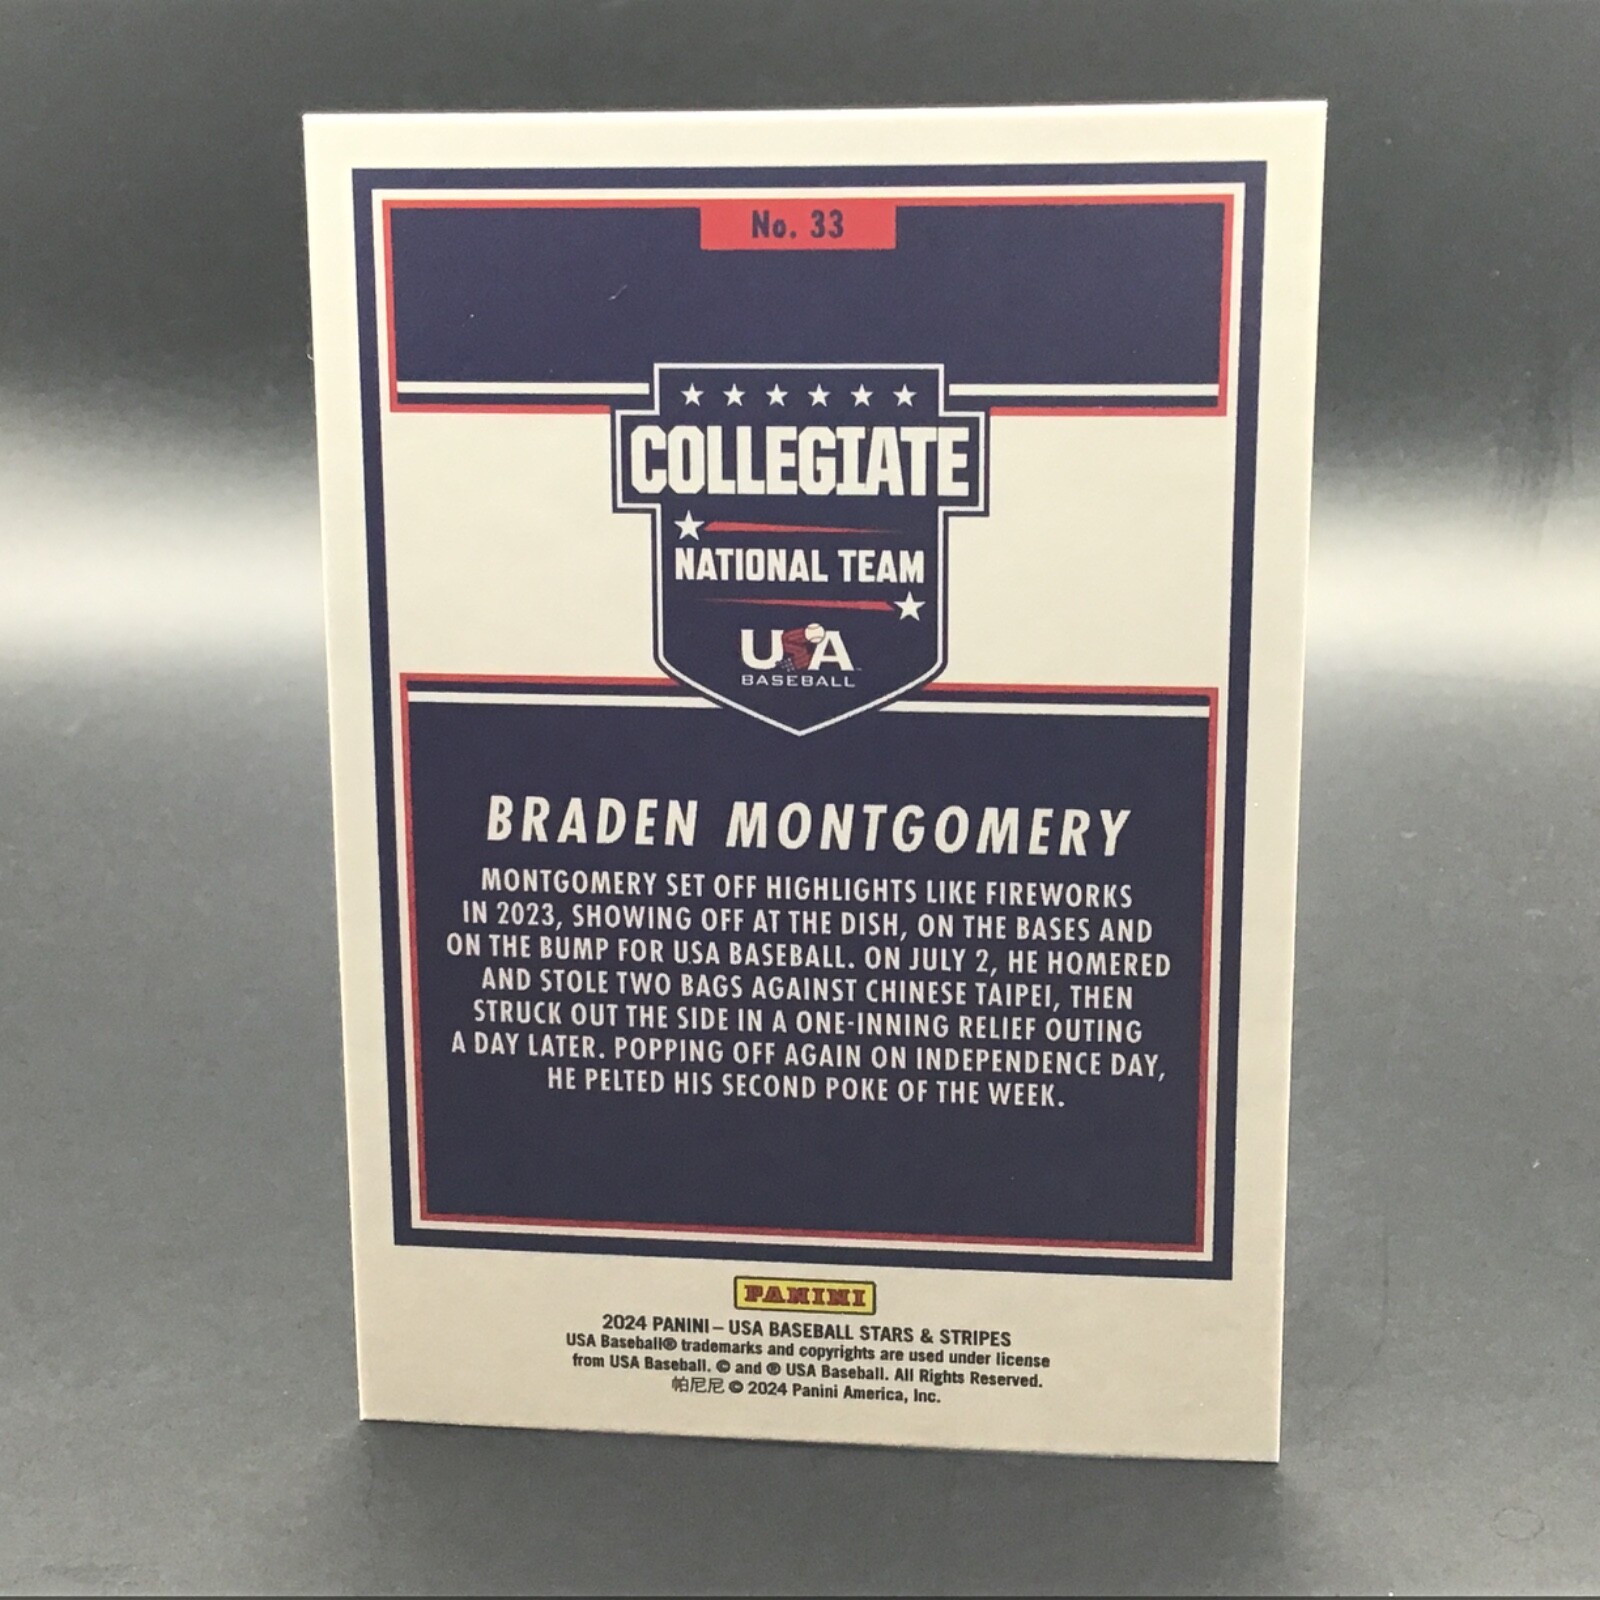 No. 33
COLLEGIATE
NATIONAL TEAM
USA
BASEBALL
BRADEN MONTGOMERY
MONTGOMERY SET OFF HIGHLIGHTS LIKE FIREWORKS
IN 2023, SHOWING OFF AT THE DISH, ON THE BASES AND
ON THE BUMP FOR USA BASEBALL. ON JULY 2, HE HOMERED
AND STOLE TWO BAGS AGAINST CHINESE TAIPEI, THEN
STRUCK OUT THE SIDE IN A ONE-INNING RELIEF OUTING
A DAY LATER. POPPING OFF AGAIN ON INDEPENDENCE DAY,
HE PELTED HIS SECOND POKE OF THE WEEK.
PANINI
2024 PANINI – USA BASEBALL STARS & STRIPES
USA Baseball® trademarks and copyrights are used under license
from USA Baseball. © and ® USA Baseball. All Rights Reserved.
帕尼尼 © 2024 Panini America, Inc.